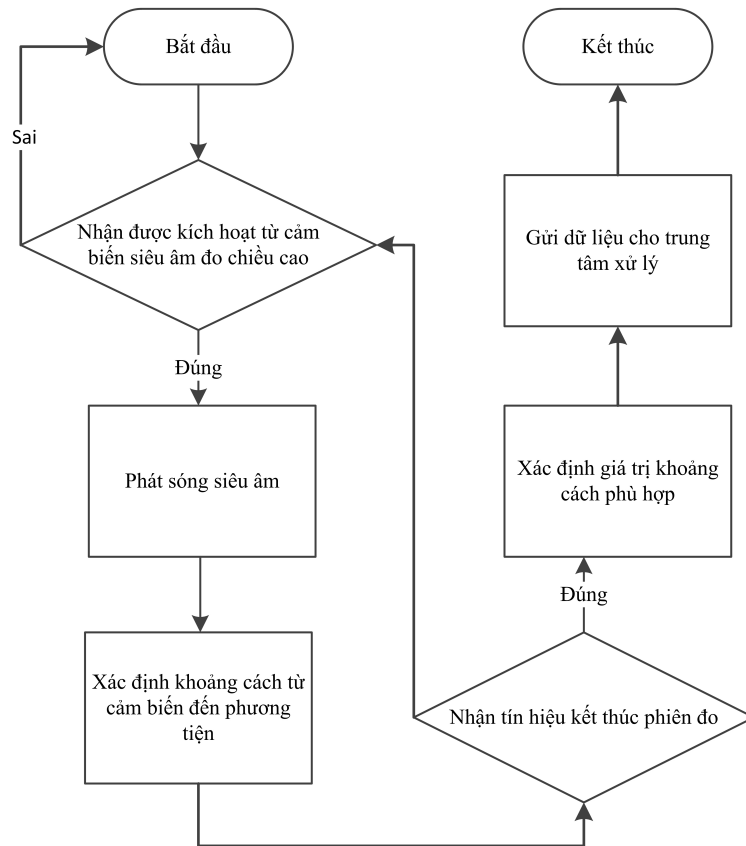 Bắt đầu
Sai
Nhận được kích hoạt từ cảm
biến siêu âm đo chiều cao
Đúng
Phát sóng siêu âm
Xác định khoảng cách từ
cảm biến đến phương
tiện
Nhận tín hiệu kết thúc phiên đo
Đúng
Xác định giá trị khoảng
cách phù hợp
Gửi dữ liệu cho trung
tâm xử lý
Kết thúc